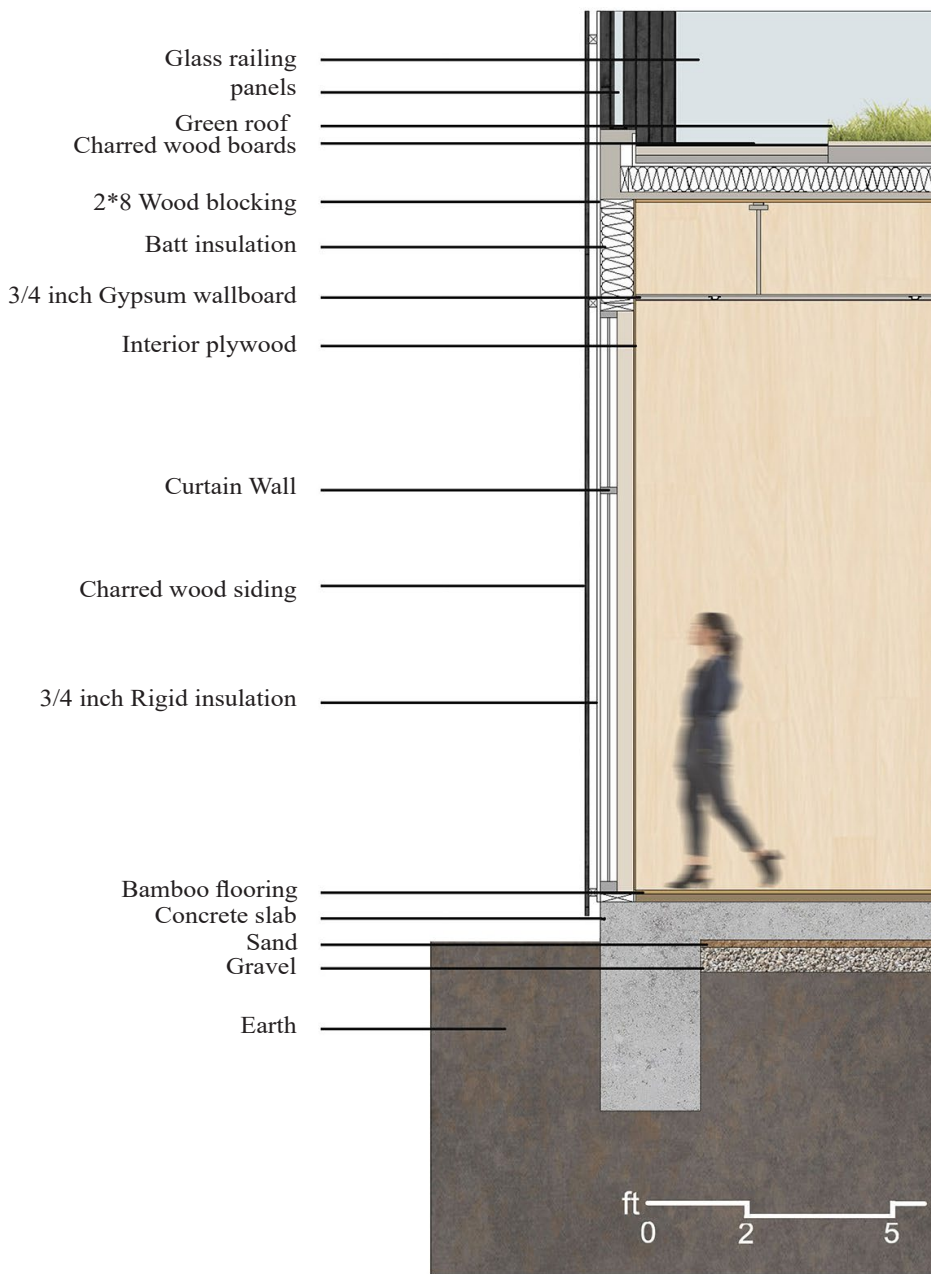 Glass railing
panels
Green roof
Charred wood boards
2*8 Wood blocking
Batt insulation
3/4 inch Gypsum wallboard
Interior plywood
Curtain Wall
Charred wood siding
3/4 inch Rigid insulation
Bamboo flooring
Concrete slab
Sand
Gravel
Earth
ft
0 2 5